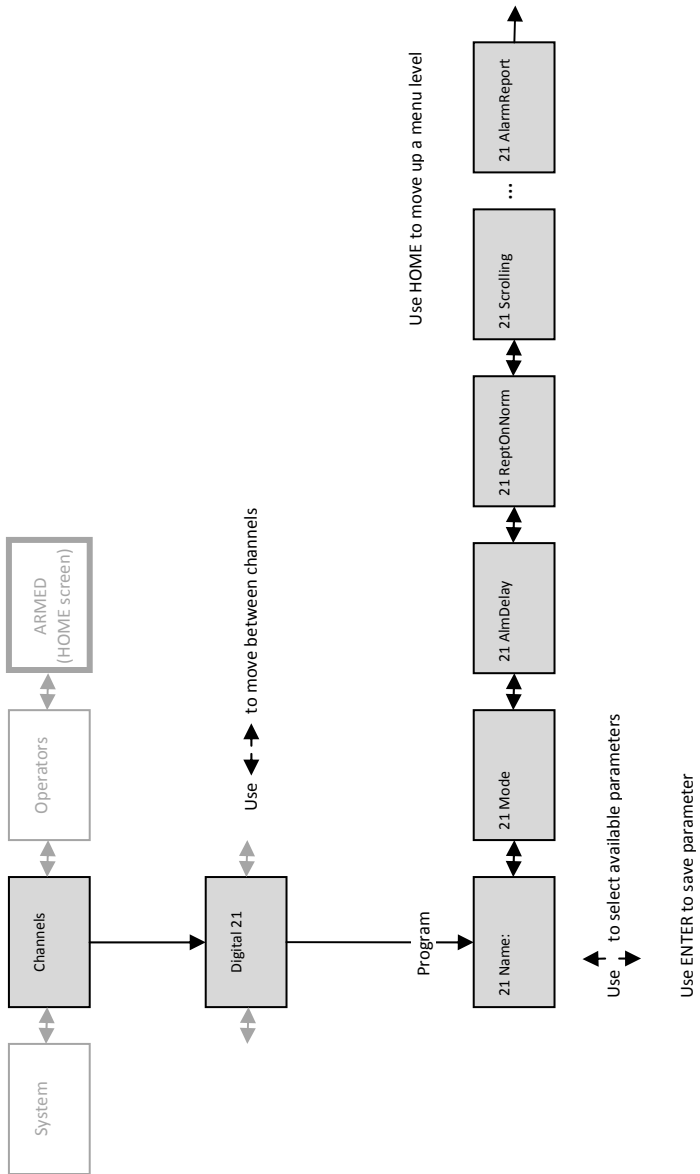 System
Channels
Operators
ARMED
(HOME screen)
Digital 21
Use
to move between channels
Program
Use HOME to move up a menu level
21 Name:
21 Mode
21 AlmDelay
21 ReptOnNorm
21 Scrolling
...
21 AlarmReport
Use
to select available parameters
Use ENTER to save parameter